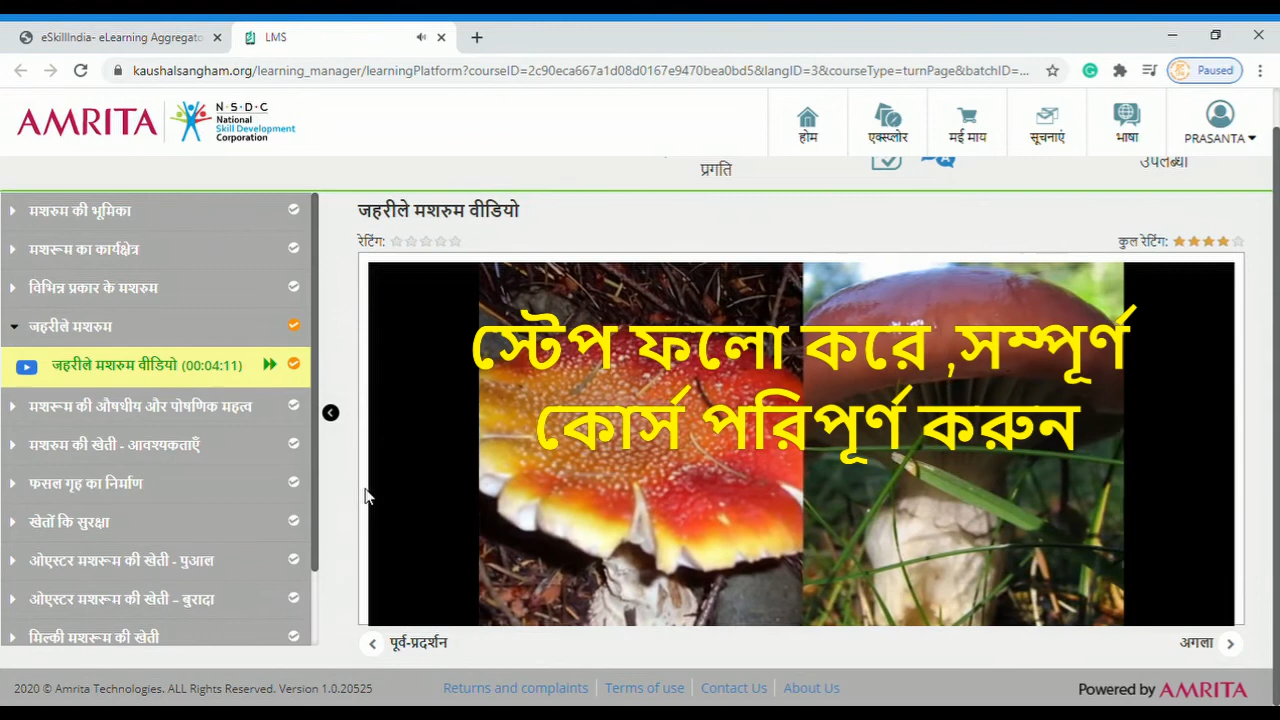 eSkillIndia- eLearning Aggregato
LMS
kaushalsangham.org/learning_manager/learningPlatform?courseID=2c90eca667a1d08d0167e9470bea0bd5&langID=3&courseType=turnPage&batchID=...
Paused
AMRITA
N·S·D·C
National
Skill Development
Corporation
होम
एक्स्प्लोर
मई माय
सूचनाएं
भाषा
PRASANTA
प्रगति
मशरुम की भूमिका
मशरूम का कार्यक्षेत्र
विभिन्न प्रकार के मशरुम
जहरीले मशरुम
जहरीले मशरुम वीडियो (00:04:11)
मशरूम की औषधीय और पोषणिक महत्व
मशरुम की खेती - आवश्यकताएँ
फसल गृह का निर्माण
खेतों कि सुरक्षा
ओएस्टर मशरूम की खेती - पुआल
ओएस्टर मशरूम की खेती – बुरादा
मिल्की मशरूम की खेती
जहरीले मशरुम वीडियो
रेटिंग:
कुल रेटिंग:
স্টেপ ফলো করে ,সম্পূর্ণ
কোর্স পরিপূর্ণ করুন
पूर्व-प्रदर्शन
अगला
2020 © Amrita Technologies. ALL Rights Reserved. Version 1.0.20525
Returns and complaints
Terms of use
Contact Us
About Us
Powered by AMRITA